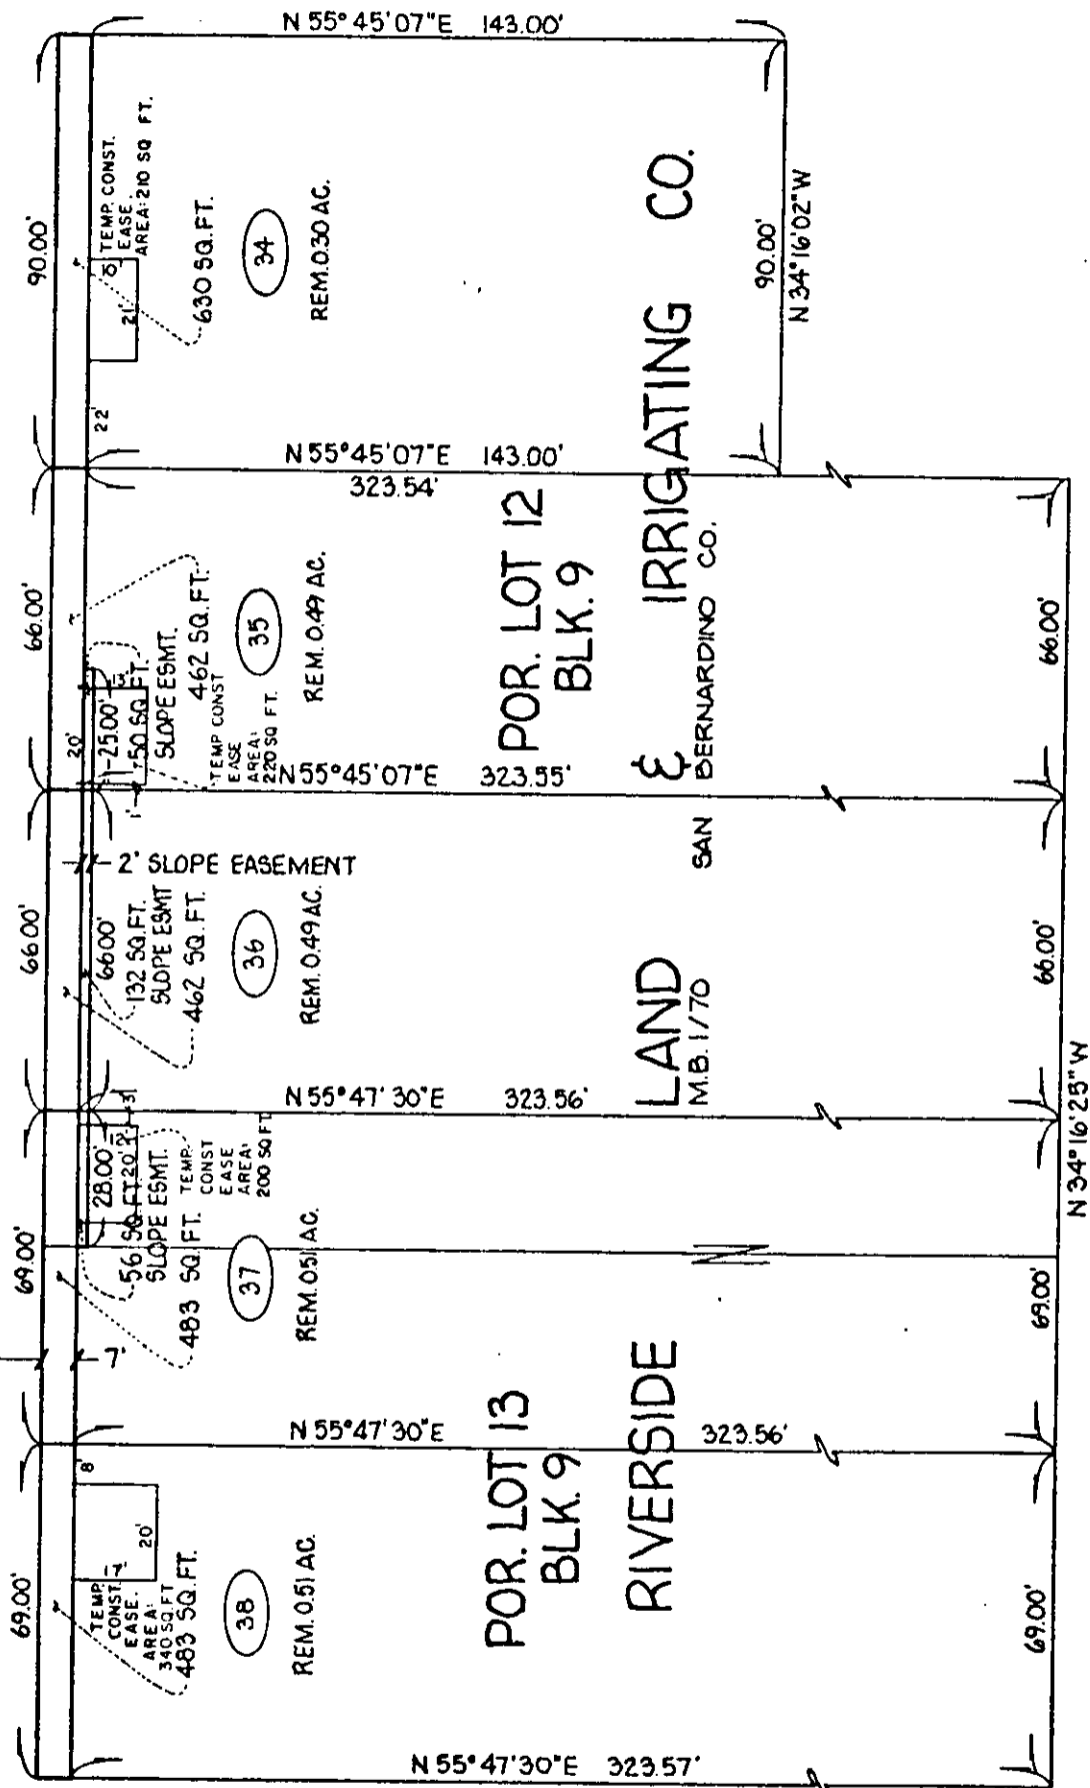 N 55°45'07"E 143.00'
90.00'
TEMP. CONST.
EASE.
AREA: 210 SQ FT.
10'
21'
630 SQ.FT.
34
REM. 0.30 AC.
22'
90.00'
N 34°16'02"W
N 55°45'07"E 143.00'
323.54'
66.00'
20'
25.00'
50 SQ. FT.
SLOPE ESMT.
462 SQ. FT.
TEMP CONST
EASE
AREA:
220 SQ FT.
35
REM. 0.49 AC.
POR. LOT 12
BLK. 9
1'
N 55°45'07"E 323.55'
66.00'
2' SLOPE EASEMENT
66.00'
66.00'
132 SQ. FT.
SLOPE ESMT
462 SQ. FT.
36
REM. 0.49 AC.
66.00'
N 55°47'30"E 323.56'
3'
69.00'
28.00'
20'
56 SQ. FT.
SLOPE ESMT.
483 SQ. FT.
TEMP.
CONST
EASE
AREA:
200 SQ FT.
37
REM. 0.51 AC.
7'
69.00'
N 55°47'30"E 323.56'
69.00'
8'
17'
20'
TEMP.
CONST.
EASE.
AREA:
340 SQ. FT
483 SQ. FT.
38
REM. 0.51 AC.
POR. LOT 13
BLK. 9
69.00'
N 55°47'30"E 323.57'
RIVERSIDE LAND & IRRIGATING CO.
M.B. 1/70 SAN BERNARDINO CO.
N 34°16'25"W